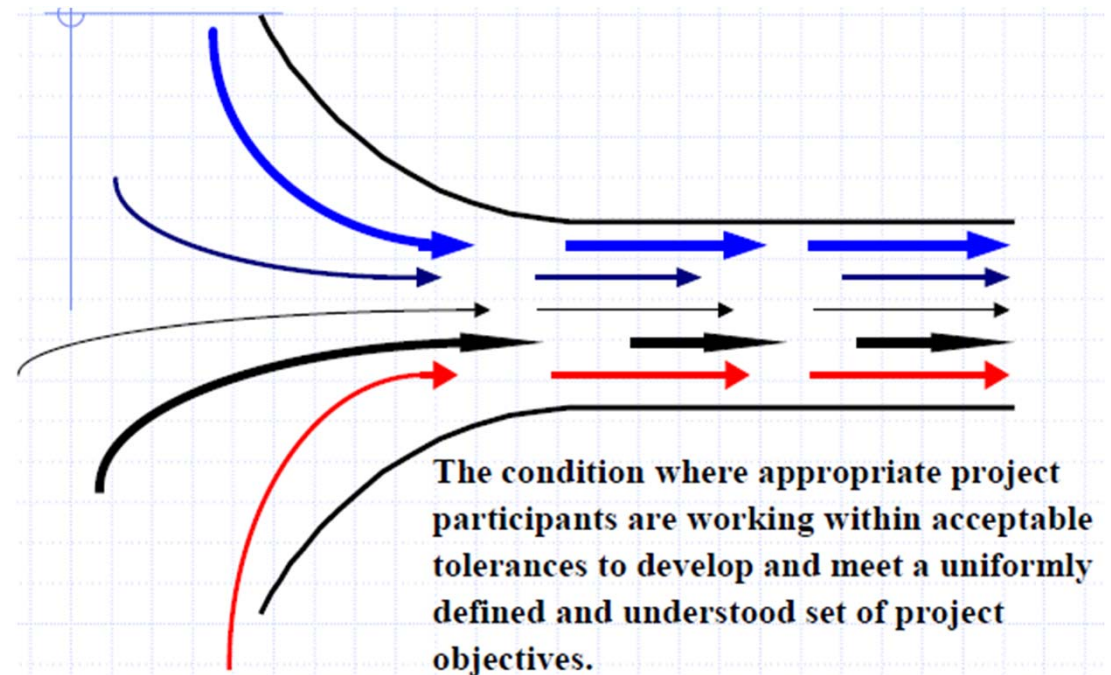 The condition where appropriate project
participants are working within acceptable
tolerances to develop and meet a uniformly
defined and understood set of project
objectives.